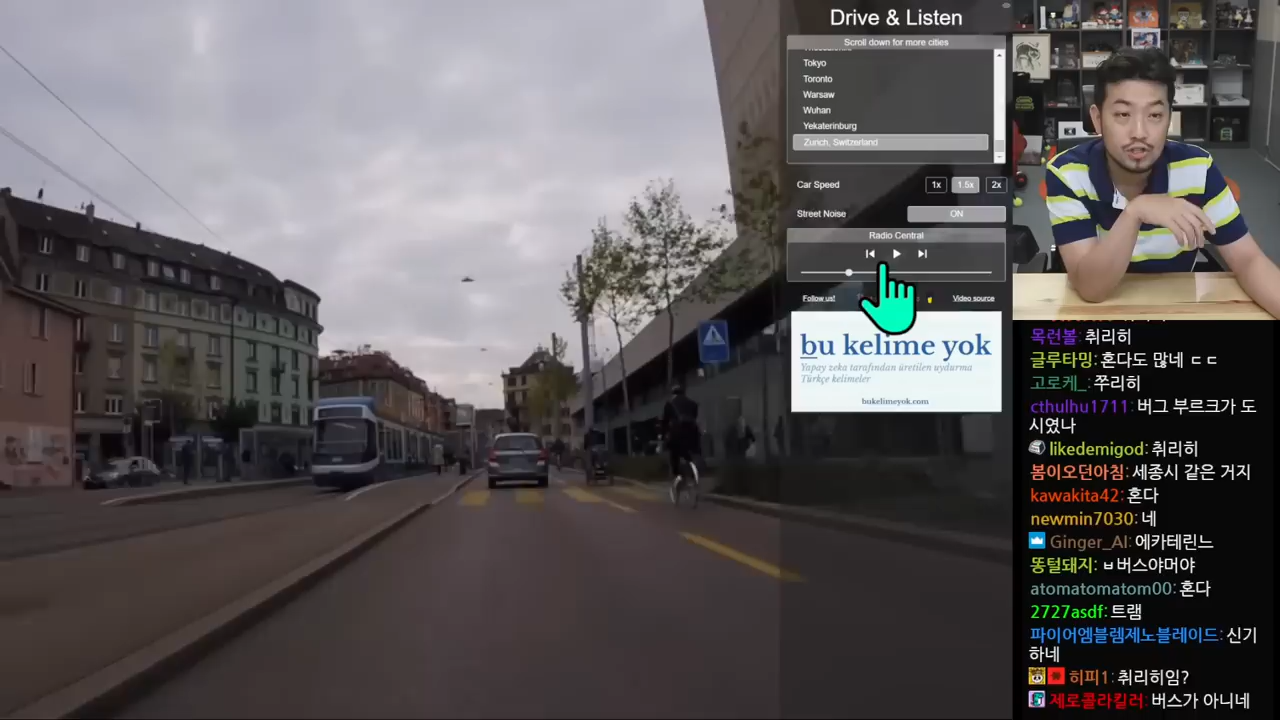 Drive & Listen
Scroll down for more cities
Tokyo
Toronto
Warsaw
Wuhan
Yekaterinburg
Zurich, Switzerland
Car Speed
1x
1.5x
2x
Street Noise
ON
Radio Central
Follow us!
Video source
bu kelime yok
Yapay zeka tarafından üretilen uydurma
Türkçe kelimeler
bukelimeyok.com
목련볼: 취리히
글루타밍: 혼다도 많네 ㄷㄷ
고로케_: 쮸리히
cthulhu1711: 버그 부르크가 도
시였나
likedemigod: 취리히
봄이오던아침: 세종시 같은 거지
kawakita42: 혼다
newmin7030: 네
Ginger_AI: 에카테린느
똥털돼지: ㅂ버스야머야
atomatomatom00: 혼다
2727asdf: 트램
파이어엠블렘제노블레이드: 신기
하네
히피1: 취리히임?
제로콜라킬러: 버스가 아니네